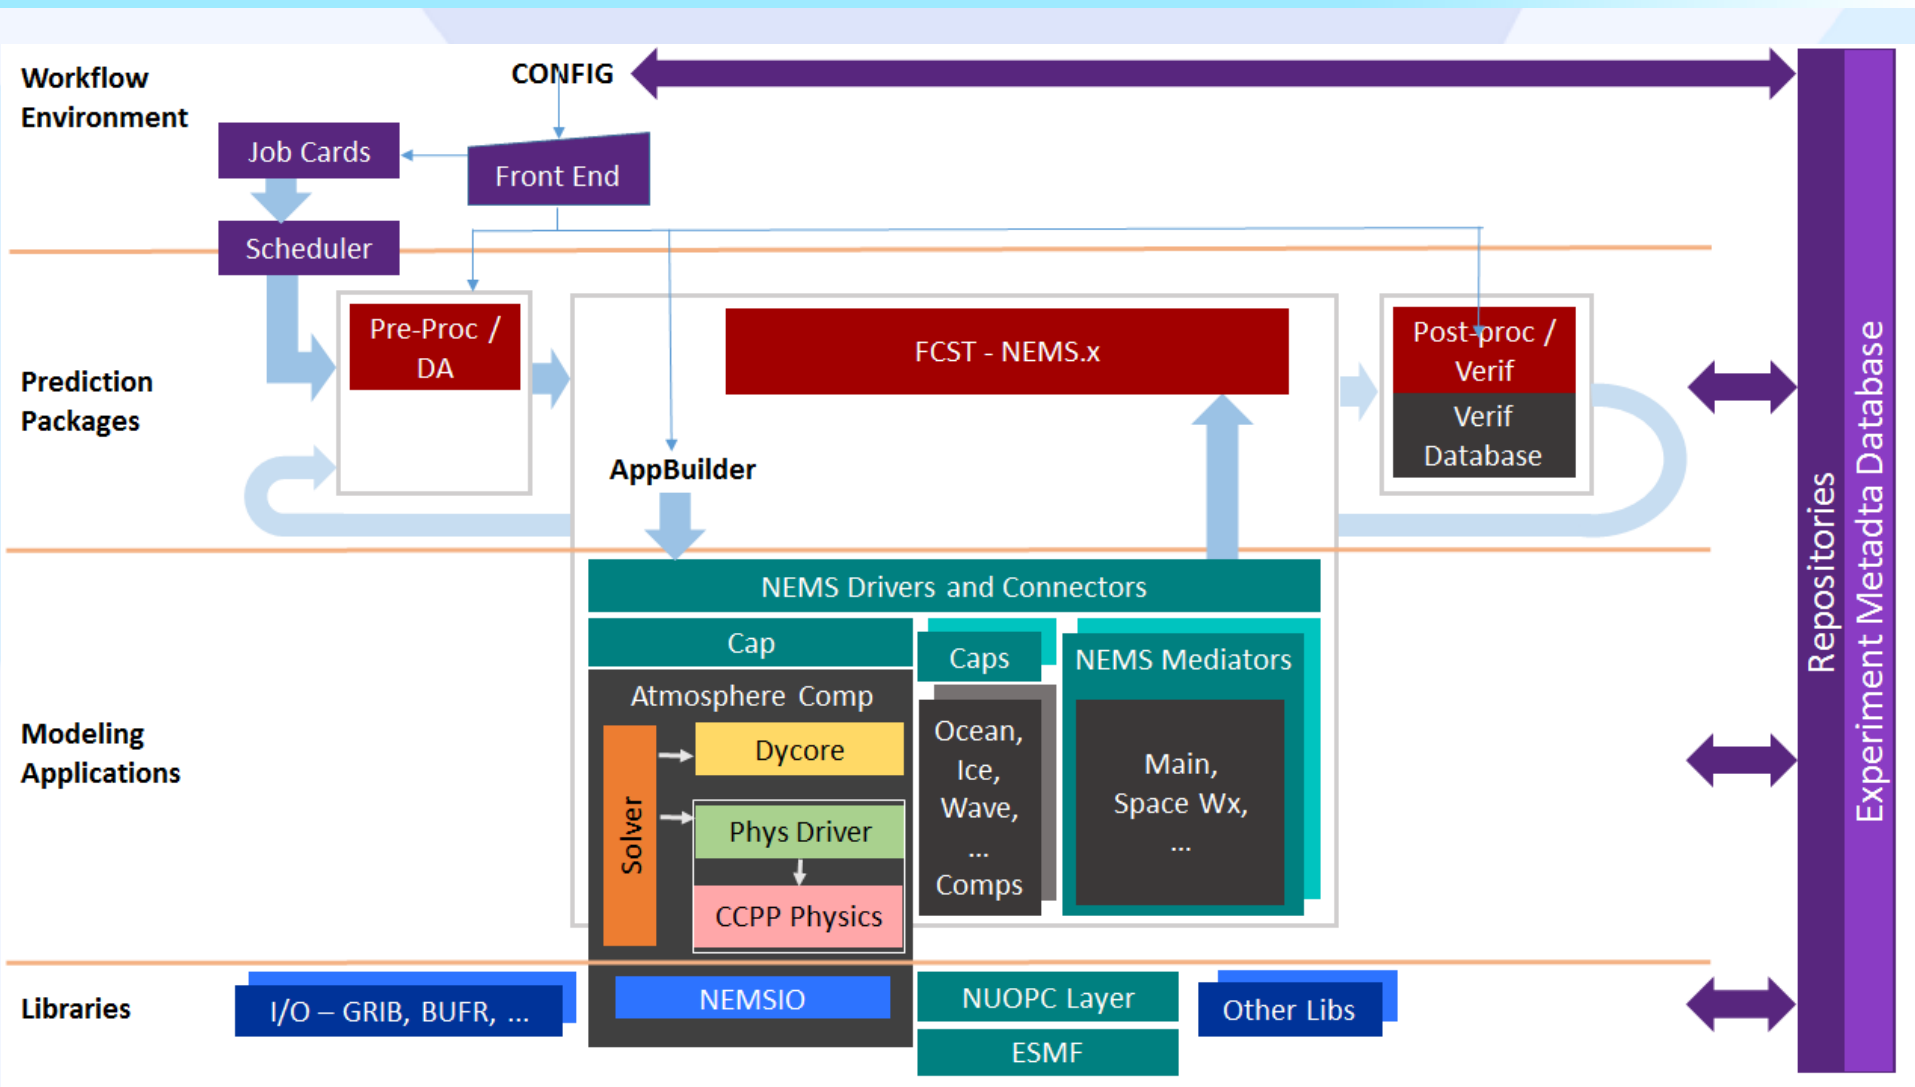 Workflow
Environment
CONFIG
Job Cards
Front End
Scheduler
Prediction
Packages
Pre-Proc /
DA
FCST - NEMS.x
Post-proc /
Verif
Verif
Database
AppBuilder
Modeling
Applications
NEMS Drivers and Connectors
Cap
Caps
NEMS Mediators
Atmosphere Comp
Solver
Dycore
Phys Driver
CCPP Physics
Ocean,
Ice,
Wave,
...
Comps
Main,
Space Wx,
...
Libraries
I/O – GRIB, BUFR, ...
NEMSIO
NUOPC Layer
ESMF
Other Libs
Repositories
Experiment Metadta Database